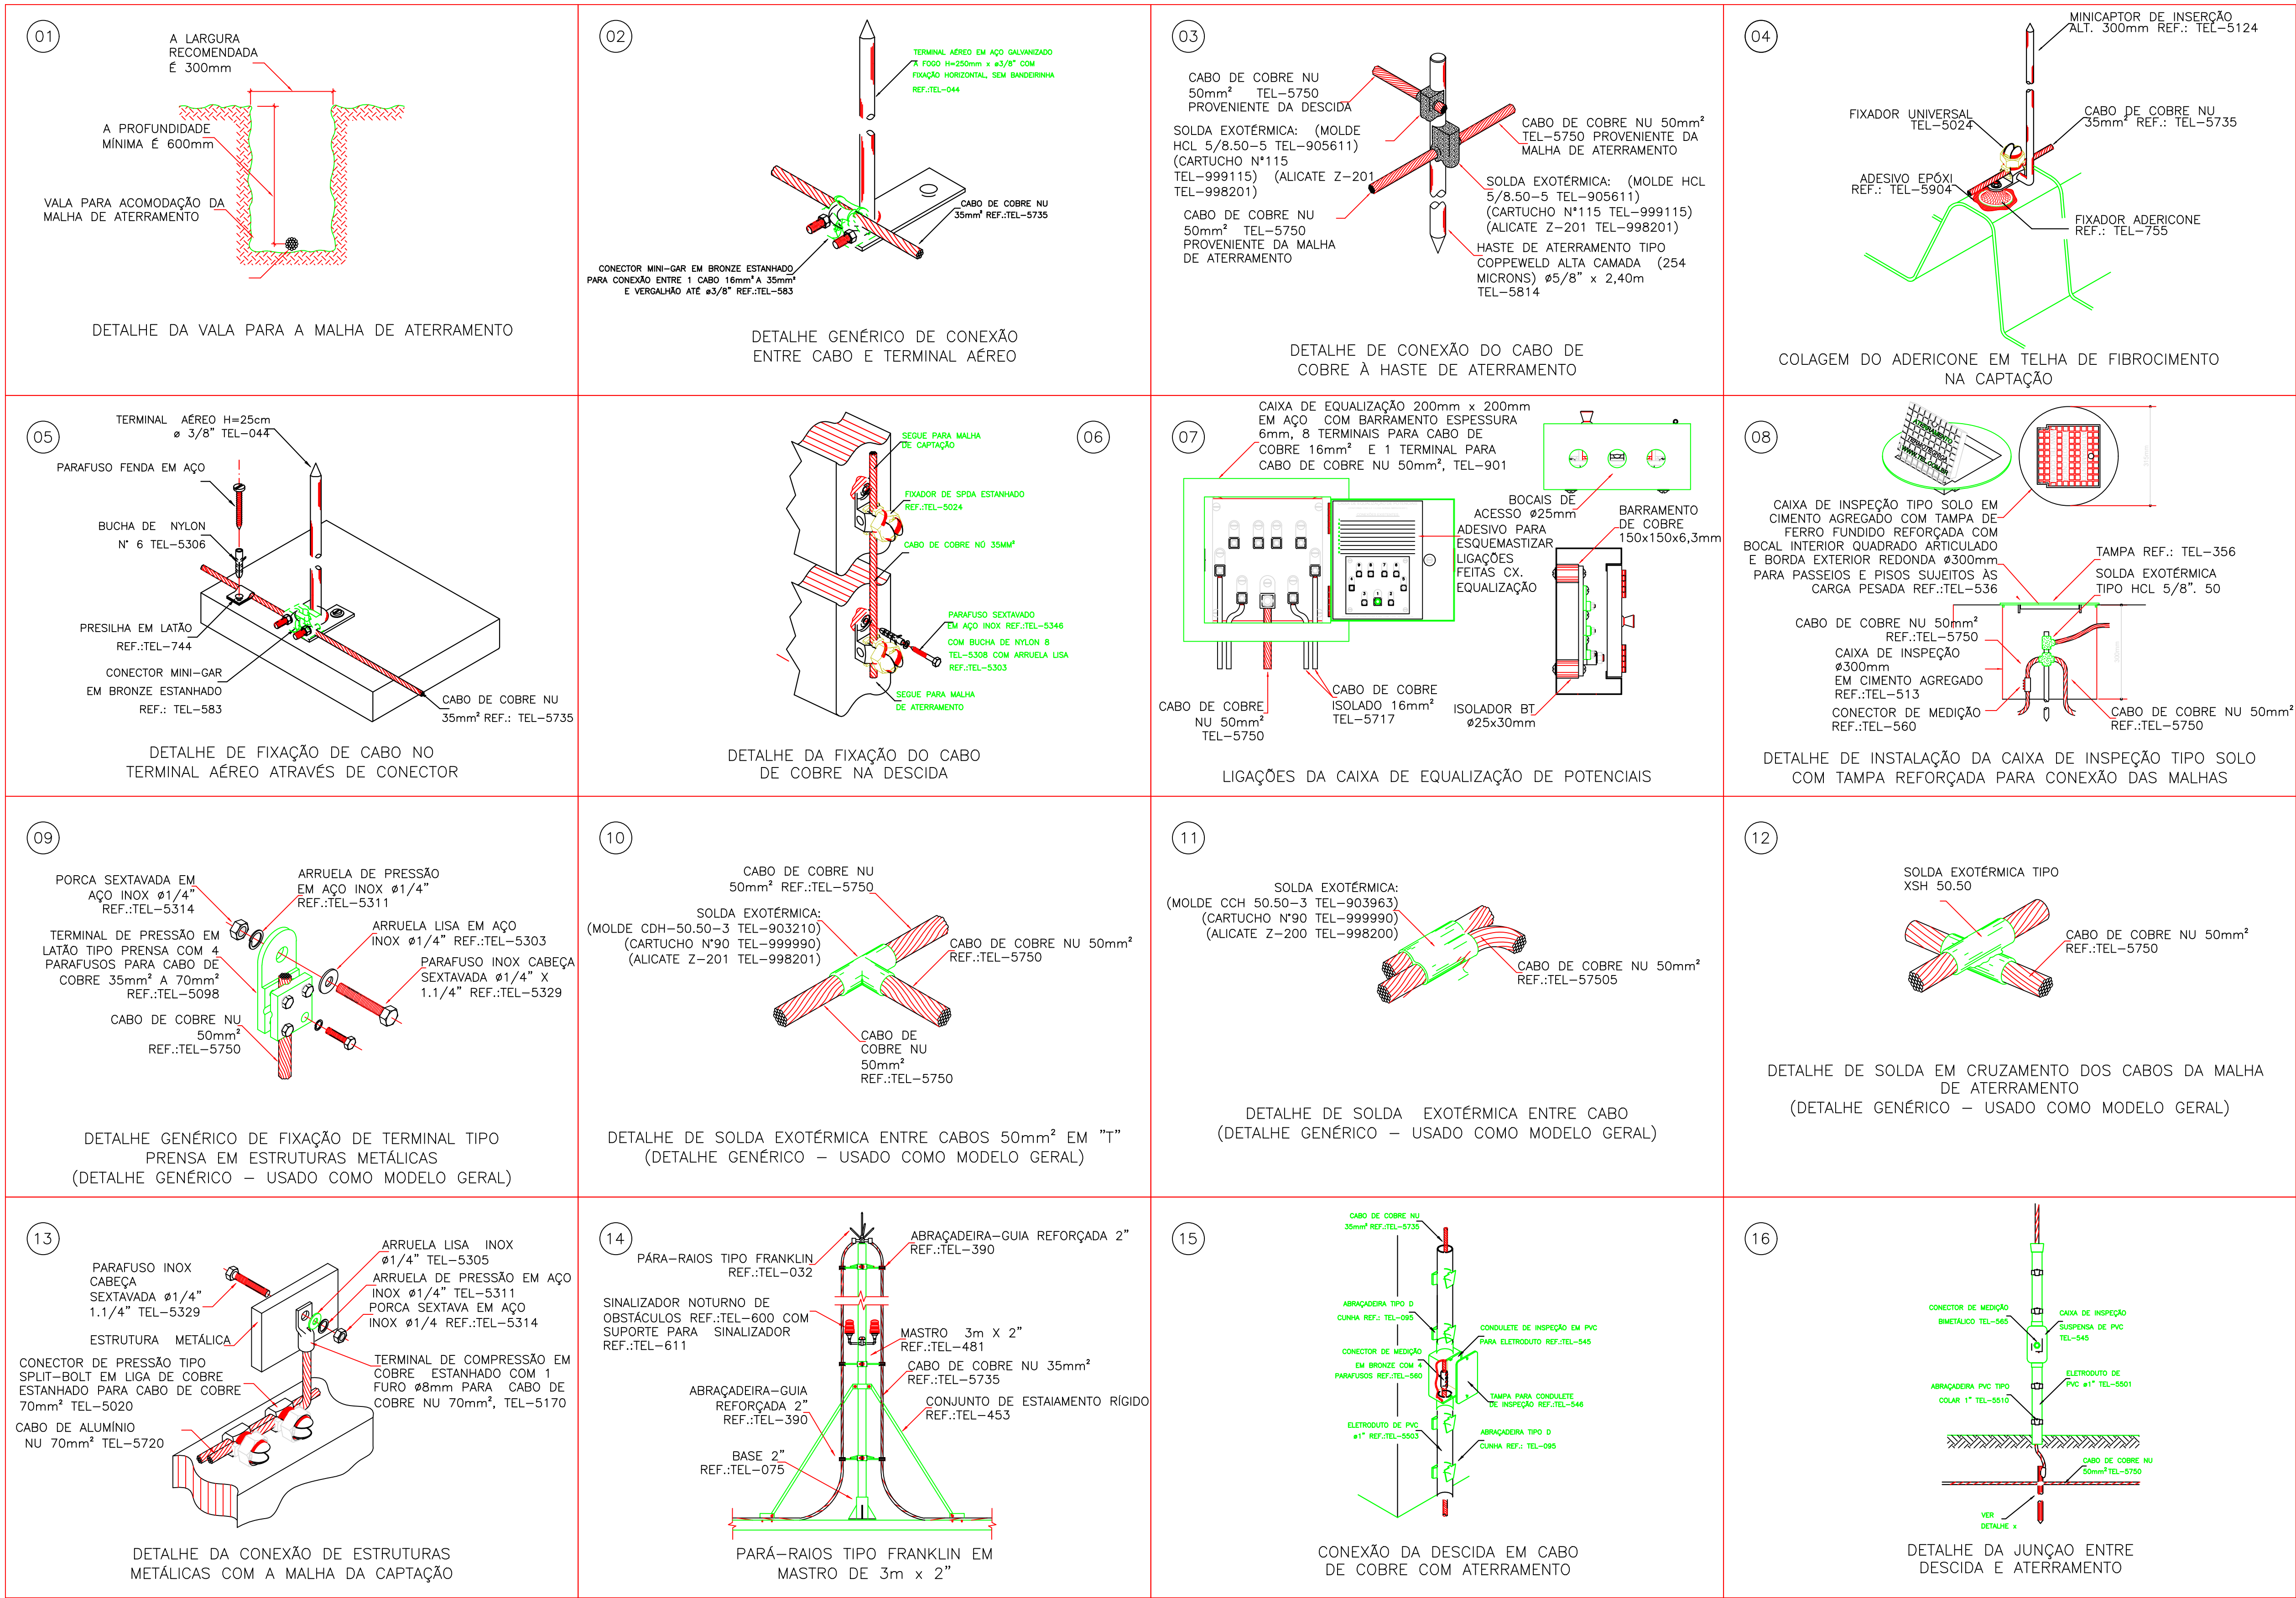 01
A LARGURA
RECOMENDADA
É 300mm
A PROFUNDIDADE
MÍNIMA É 600mm
VALA PARA ACOMODAÇÃO DA
MALHA DE ATERRAMENTO
DETALHE DA VALA PARA A MALHA DE ATERRAMENTO
02
TERMINAL AÉREO EM AÇO GALVANIZADO
A FOGO H=250mm x ø3/8" COM
FIXAÇÃO HORIZONTAL, SEM BANDEIRINHA
REF.:TEL-044
CABO DE COBRE NU
35mm² REF.:TEL-5735
CONECTOR MINI-GAR EM BRONZE ESTANHADO
PARA CONEXÃO ENTRE 1 CABO 16mm² A 35mm²
E VERGALHÃO ATÉ ø3/8" REF.:TEL-583
DETALHE GENÉRICO DE CONEXÃO
ENTRE CABO E TERMINAL AÉREO
03
CABO DE COBRE NU
50mm² TEL-5750
PROVENIENTE DA DESCIDA
SOLDA EXOTÉRMICA: (MOLDE
HCL 5/8.50-5 TEL-905611)
(CARTUCHO N°115
TEL-999115) (ALICATE Z-201
TEL-998201)
CABO DE COBRE NU
50mm² TEL-5750
PROVENIENTE DA MALHA
DE ATERRAMENTO
CABO DE COBRE NU 50mm²
TEL-5750 PROVENIENTE DA
MALHA DE ATERRAMENTO
SOLDA EXOTÉRMICA: (MOLDE HCL
5/8.50-5 TEL-905611)
(CARTUCHO N°115 TEL-999115)
(ALICATE Z-201 TEL-998201)
HASTE DE ATERRAMENTO TIPO
COPPEWELD ALTA CAMADA (254
MICRONS) ø5/8" x 2,40m
TEL-5814
DETALHE DE CONEXÃO DO CABO DE
COBRE À HASTE DE ATERRAMENTO
04
MINICAPTOR DE INSERÇÃO
ALT. 300mm REF.: TEL-5124
FIXADOR UNIVERSAL
TEL-5024
CABO DE COBRE NU
35mm² REF.: TEL-5735
ADESIVO EPÓXI
REF.: TEL-5904
FIXADOR ADERICONE
REF.: TEL-755
COLAGEM DO ADERICONE EM TELHA DE FIBROCIMENTO
NA CAPTAÇÃO
05
TERMINAL AÉREO H=25cm
ø 3/8" TEL-044
PARAFUSO FENDA EM AÇO
BUCHA DE NYLON
N° 6 TEL-5306
PRESILHA EM LATÃO
REF.:TEL-744
CONECTOR MINI-GAR
EM BRONZE ESTANHADO
REF.: TEL-583
CABO DE COBRE NU
35mm² REF.: TEL-5735
DETALHE DE FIXAÇÃO DE CABO NO
TERMINAL AÉREO ATRAVÉS DE CONECTOR
06
SEGUE PARA MALHA
DE CAPTAÇÃO
FIXADOR DE SPDA ESTANHADO
REF.:TEL-5024
CABO DE COBRE NÚ 35MM²
PARAFUSO SEXTAVADO
EM AÇO INOX REF.:TEL-5346
COM BUCHA DE NYLON 8
TEL-5308 COM ARRUELA LISA
REF.:TEL-5303
SEGUE PARA MALHA
DE ATERRAMENTO
DETALHE DA FIXAÇÃO DO CABO
DE COBRE NA DESCIDA
07
CAIXA DE EQUALIZAÇÃO 200mm x 200mm
EM AÇO COM BARRAMENTO ESPESSURA
6mm, 8 TERMINAIS PARA CABO DE
COBRE 16mm² E 1 TERMINAL PARA
CABO DE COBRE NU 50mm², TEL-901
BOCAIS DE
ACESSO Ø25mm
ADESIVO PARA
ESQUEMASTIZAR
LIGAÇÕES
FEITAS CX.
EQUALIZAÇÃO
BARRAMENTO
DE COBRE
150x150x6,3mm
CABO DE COBRE
NU 50mm²
TEL-5750
CABO DE COBRE
ISOLADO 16mm²
TEL-5717
ISOLADOR BT
Ø25x30mm
LIGAÇÕES DA CAIXA DE EQUALIZAÇÃO DE POTENCIAIS
08
ATERRAMENTO
TERMOTÉCNICA
WWW.TEL.COM.BR
CAIXA DE INSPEÇÃO TIPO SOLO EM
CIMENTO AGREGADO COM TAMPA DE
FERRO FUNDIDO REFORÇADA COM
BOCAL INTERIOR QUADRADO ARTICULADO
E BORDA EXTERIOR REDONDA Ø300mm
PARA PASSEIOS E PISOS SUJEITOS ÀS
CARGA PESADA REF.:TEL-536
TAMPA REF.: TEL-356
SOLDA EXOTÉRMICA
TIPO HCL 5/8". 50
CABO DE COBRE NU 50mm²
REF.:TEL-5750
CAIXA DE INSPEÇÃO
Ø300mm
EM CIMENTO AGREGADO
REF.:TEL-513
CONECTOR DE MEDIÇÃO
REF.:TEL-560
CABO DE COBRE NU 50mm²
REF.:TEL-5750
DETALHE DE INSTALAÇÃO DA CAIXA DE INSPEÇÃO TIPO SOLO
COM TAMPA REFORÇADA PARA CONEXÃO DAS MALHAS
09
PORCA SEXTAVADA EM
AÇO INOX ø1/4"
REF.:TEL-5314
TERMINAL DE PRESSÃO EM
LATÃO TIPO PRENSA COM 4
PARAFUSOS PARA CABO DE
COBRE 35mm² A 70mm²
REF.:TEL-5098
CABO DE COBRE NU
50mm²
REF.:TEL-5750
ARRUELA DE PRESSÃO
EM AÇO INOX ø1/4"
REF.:TEL-5311
ARRUELA LISA EM AÇO
INOX ø1/4" REF.:TEL-5303
PARAFUSO INOX CABEÇA
SEXTAVADA ø1/4" X
1.1/4" REF.:TEL-5329
DETALHE GENÉRICO DE FIXAÇÃO DE TERMINAL TIPO
PRENSA EM ESTRUTURAS METÁLICAS
(DETALHE GENÉRICO - USADO COMO MODELO GERAL)
10
CABO DE COBRE NU
50mm² REF.:TEL-5750
SOLDA EXOTÉRMICA:
(MOLDE CDH-50.50-3 TEL-903210)
(CARTUCHO N°90 TEL-999990)
(ALICATE Z-201 TEL-998201)
CABO DE COBRE NU 50mm²
REF.:TEL-5750
CABO DE
COBRE NU
50mm²
REF.:TEL-5750
DETALHE DE SOLDA EXOTÉRMICA ENTRE CABOS 50mm² EM "T"
(DETALHE GENÉRICO - USADO COMO MODELO GERAL)
11
SOLDA EXOTÉRMICA:
(MOLDE CCH 50.50-3 TEL-903963)
(CARTUCHO N°90 TEL-999990)
(ALICATE Z-200 TEL-998200)
CABO DE COBRE NU 50mm²
REF.:TEL-57505
DETALHE DE SOLDA EXOTÉRMICA ENTRE CABO
(DETALHE GENÉRICO - USADO COMO MODELO GERAL)
12
SOLDA EXOTÉRMICA TIPO
XSH 50.50
CABO DE COBRE NU 50mm²
REF.:TEL-5750
DETALHE DE SOLDA EM CRUZAMENTO DOS CABOS DA MALHA
DE ATERRAMENTO
(DETALHE GENÉRICO - USADO COMO MODELO GERAL)
13
PARAFUSO INOX
CABEÇA
SEXTAVADA ø1/4"
1.1/4" TEL-5329
ESTRUTURA METÁLICA
CONECTOR DE PRESSÃO TIPO
SPLIT-BOLT EM LIGA DE COBRE
ESTANHADO PARA CABO DE COBRE
70mm² TEL-5020
CABO DE ALUMÍNIO
NU 70mm² TEL-5720
ARRUELA LISA INOX
ø1/4" TEL-5305
ARRUELA DE PRESSÃO EM AÇO
INOX ø1/4" TEL-5311
PORCA SEXTAVA EM AÇO
INOX ø1/4 REF.:TEL-5314
TERMINAL DE COMPRESSÃO EM
COBRE ESTANHADO COM 1
FURO ø8mm PARA CABO DE
COBRE NU 70mm², TEL-5170
DETALHE DA CONEXÃO DE ESTRUTURAS
METÁLICAS COM A MALHA DA CAPTAÇÃO
14
PÁRA-RAIOS TIPO FRANKLIN
REF.:TEL-032
SINALIZADOR NOTURNO DE
OBSTÁCULOS REF.:TEL-600 COM
SUPORTE PARA SINALIZADOR
REF.:TEL-611
ABRAÇADEIRA-GUIA
REFORÇADA 2"
REF.:TEL-390
BASE 2"
REF.:TEL-075
ABRAÇADEIRA-GUIA REFORÇADA 2"
REF.:TEL-390
MASTRO 3m X 2"
REF.:TEL-481
CABO DE COBRE NU 35mm²
REF.:TEL-5735
CONJUNTO DE ESTAIAMENTO RÍGIDO
REF.:TEL-453
PARÁ-RAIOS TIPO FRANKLIN EM
MASTRO DE 3m x 2"
15
CABO DE COBRE NU
35mm² REF.:TEL-5735
ABRAÇADEIRA TIPO D
CUNHA REF.: TEL-095
CONDULETE DE INSPEÇÃO EM PVC
PARA ELETRODUTO REF.:TEL-545
CONECTOR DE MEDIÇÃO
EM BRONZE COM 4
PARAFUSOS REF.:TEL-560
TAMPA PARA CONDULETE
DE INSPEÇÃO REF.:TEL-546
ELETRODUTO DE PVC
ø1" REF.:TEL-5503
ABRAÇADEIRA TIPO D
CUNHA REF.: TEL-095
CONEXÃO DA DESCIDA EM CABO
DE COBRE COM ATERRAMENTO
16
CONECTOR DE MEDIÇÃO
BIMETÁLICO TEL-565
CAIXA DE INSPEÇÃO
SUSPENSA DE PVC
TEL-545
ABRAÇADEIRA PVC TIPO
COLAR 1" TEL-5510
ELETRODUTO DE
PVC ø1" TEL-5501
CABO DE COBRE NU
50mm² TEL-5750
VER
DETALHE x
DETALHE DA JUNÇAO ENTRE
DESCIDA E ATERRAMENTO